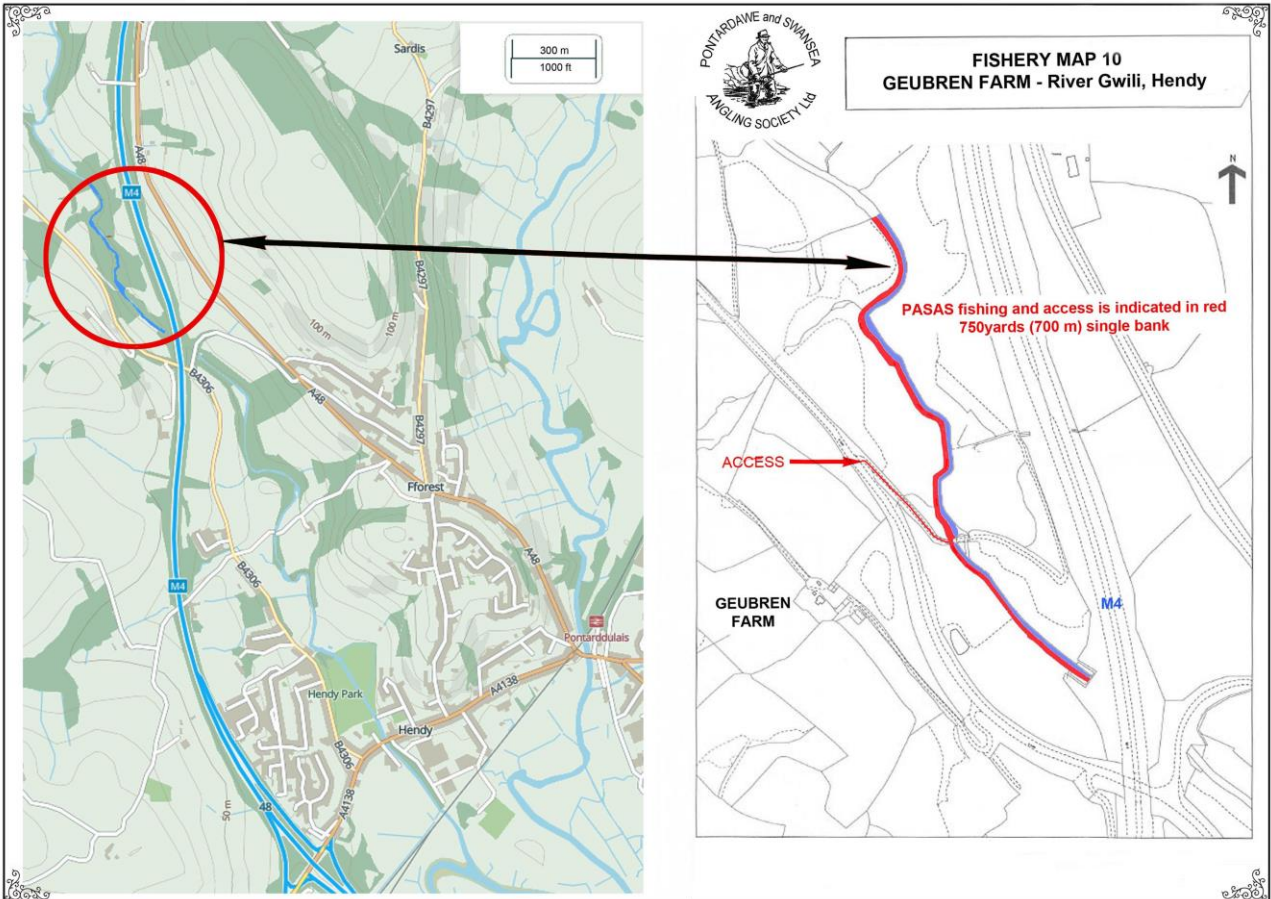 Sardis
300 m
1000 ft
B4297
A48
M4
B4297
100 m
100 m
B4306
A48
B4297
Fforest
A48
M4
B4306
Pontarddulais
Hendy Park
A4138
Hendy
B4306
50 m
48
A4138
PONTARDAWE and SWANSEA
ANGLING SOCIETY Ltd
FISHERY MAP 10
GEUBREN FARM - River Gwili, Hendy
N
PASAS fishing and access is indicated in red
750yards (700 m) single bank
ACCESS
GEUBREN
FARM
M4